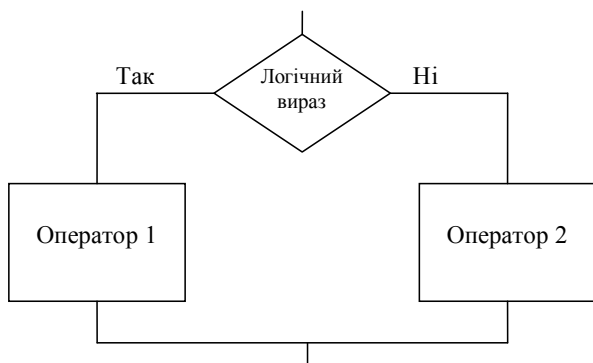 Так
Логічний
вираз
Ні
Оператор 1
Оператор 2